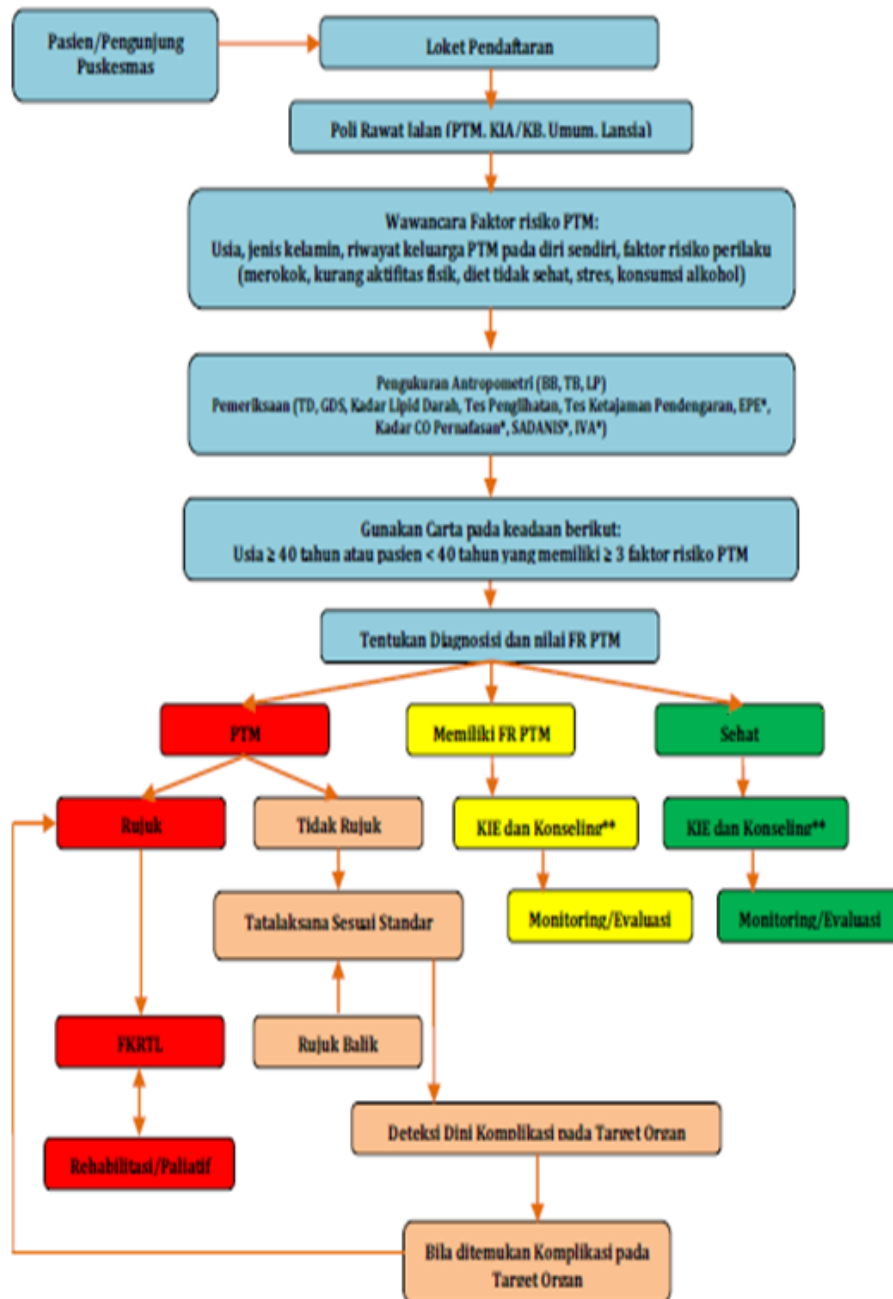 Pasien/Pengunjung
Puskesmas
Loket Pendaftaran
Poli Rawat Jalan (PTM, KIA/KB, Umum, Lansia)
Wawancara Faktor risiko PTM:
Usia, jenis kelamin, riwayat keluarga PTM pada diri sendiri, faktor risiko perilaku
(merokok, kurang aktifitas fisik, diet tidak sehat, stres, konsumsi alkohol)
Pengukuran Antropometri (BB, TB, LP)
Pemeriksaan (TD, GDS, Kadar Lipid Darah, Tes Penglihatan, Tes Ketajaman Pendengaran, EPE*,
Kadar CO Pernafasan*, SADANIS*, IVA*)
Gunakan Carta pada keadaan berikut:
Usia ≥ 40 tahun atau pasien < 40 tahun yang memiliki ≥ 3 faktor risiko PTM
Tentukan Diagnosisi dan nilai FR PTM
PTM
Memiliki FR PTM
Sehat
Rujuk
Tidak Rujuk
KIE dan Konseling**
KIE dan Konseling**
Tatalaksana Sesuai Standar
Monitoring/Evaluasi
Monitoring/Evaluasi
FKRTL
Rujuk Balik
Deteksi Dini Komplikasi pada Target Organ
Rehabilitasi/Paliatif
Bila ditemukan Komplikasi pada
Target Organ